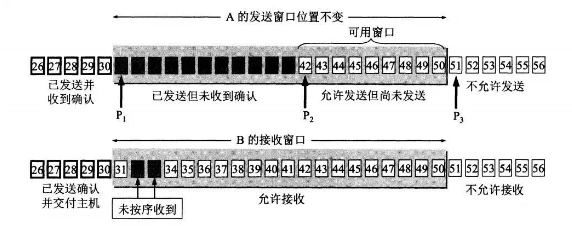 A 的发送窗口位置不变
可用窗口
26 27 28 29 30 42 43 44 45 46 47 48 49 50 51 52 53 54 55 56
已发送并
收到确认
已发送但未收到确认
允许发送但尚未发送
不允许发送
P1 P2 P3
B 的接收窗口
26 27 28 29 30 31 34 35 36 37 38 39 40 41 42 43 44 45 46 47 48 49 50 51 52 53 54 55 56
已发送确认
并交付主机
未按序收到
允许接收
不允许接收